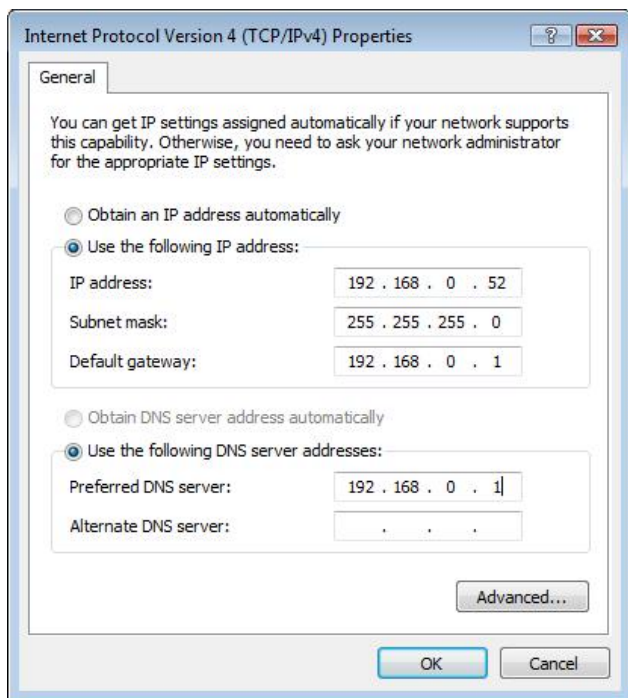 Internet Protocol Version 4 (TCP/IPv4) Properties
General
You can get IP settings assigned automatically if your network supports
this capability. Otherwise, you need to ask your network administrator
for the appropriate IP settings.
Obtain an IP address automatically
Use the following IP address:
IP address: 192 . 168 . 0 . 52
Subnet mask: 255 . 255 . 255 . 0
Default gateway: 192 . 168 . 0 . 1
Obtain DNS server address automatically
Use the following DNS server addresses:
Preferred DNS server: 192 . 168 . 0 . 1
Alternate DNS server: . . .
Advanced...
OK Cancel